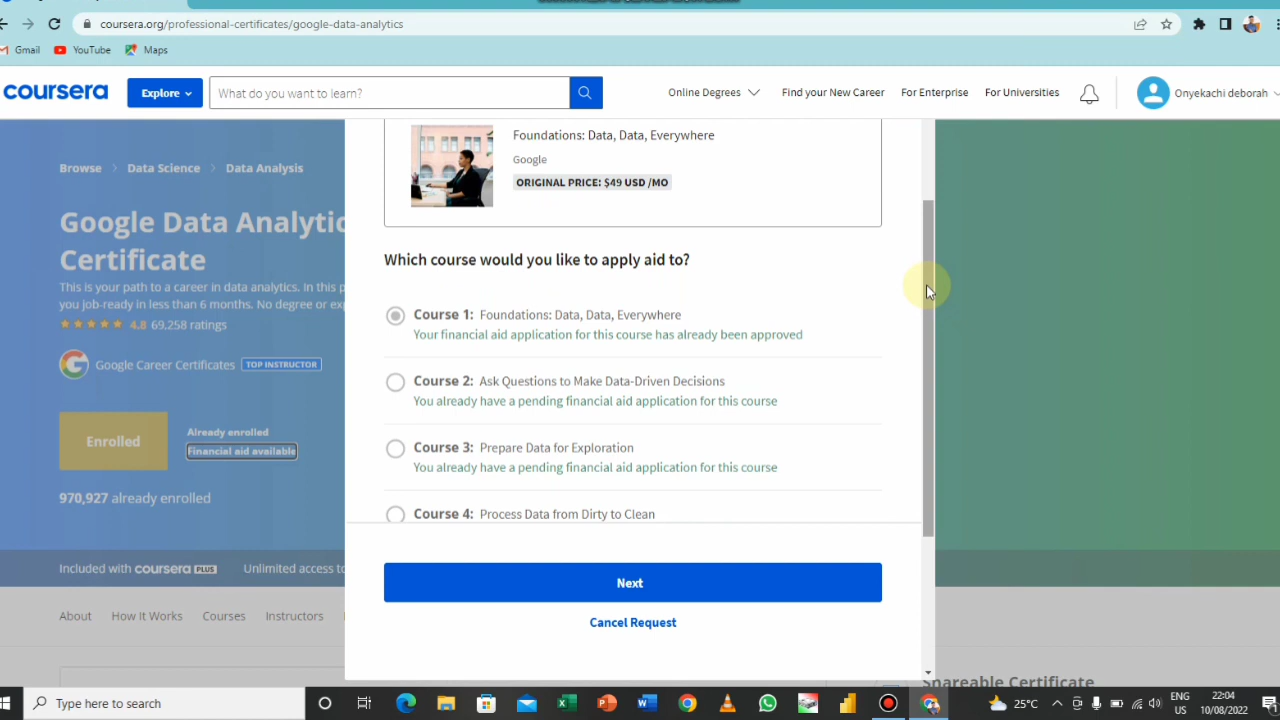 coursera.org/professional-certificates/google-data-analytics
Gmail
YouTube
Maps
coursera
Explore
What do you want to learn?
Online Degrees
Find your New Career
For Enterprise
For Universities
Onyekachi deborah
Browse
Data Science
Data Analysis
Google Data Analytic
Certificate
This is your path to a career in data analytics. In this p
you job-ready in less than 6 months. No degree or exp
4.8 69,258 ratings
Google Career Certificates TOP INSTRUCTOR
Enrolled
Already enrolled
Financial aid available
970,927 already enrolled
Included with coursera PLUS
Unlimited access to
About
How It Works
Courses
Instructors
Foundations: Data, Data, Everywhere
Google
ORIGINAL PRICE: $49 USD /MO
Which course would you like to apply aid to?
Course 1: Foundations: Data, Data, Everywhere
Your financial aid application for this course has already been approved
Course 2: Ask Questions to Make Data-Driven Decisions
You already have a pending financial aid application for this course
Course 3: Prepare Data for Exploration
You already have a pending financial aid application for this course
Course 4: Process Data from Dirty to Clean
Next
Cancel Request
Shareable Certificate
Type here to search
25°C
ENG
US
22:04
10/08/2022